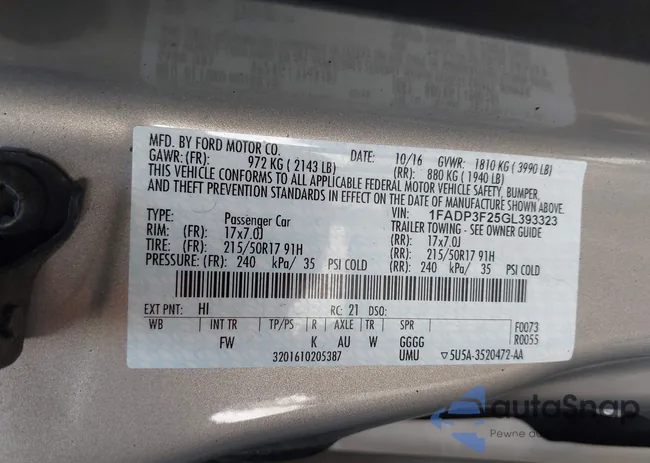 MFD. BY FORD MOTOR CO.
DATE: 10/16 GVWR: 1810 KG ( 3990 LB)
GAWR: (FR): 972 KG ( 2143 LB) (RR): 880 KG ( 1940 LB)
THIS VEHICLE CONFORMS TO ALL APPLICABLE FEDERAL MOTOR VEHICLE SAFETY, BUMPER,
AND THEFT PREVENTION STANDARDS IN EFFECT ON THE DATE OF MANUFACTURE SHOWN ABOVE.
VIN: 1FADP3F25GL393323
TYPE: Passenger Car TRAILER TOWING - SEE OWNER GUIDE
RIM: (FR): 17x7.0J (RR): 17x7.0J
TIRE: (FR): 215/50R17 91H (RR): 215/50R17 91H
PRESSURE: (FR): 240 kPa/ 35 PSI COLD (RR): 240 kPa/ 35 PSI COLD
EXT PNT: HI RC: 21 DSO:
WB INT TR TP/PS R AXLE TR SPR F0073
FW K AU W GGGG R0055
3201610205387 UMU ▽5U5A-3520472-AA
autoSnap
Pewne auto